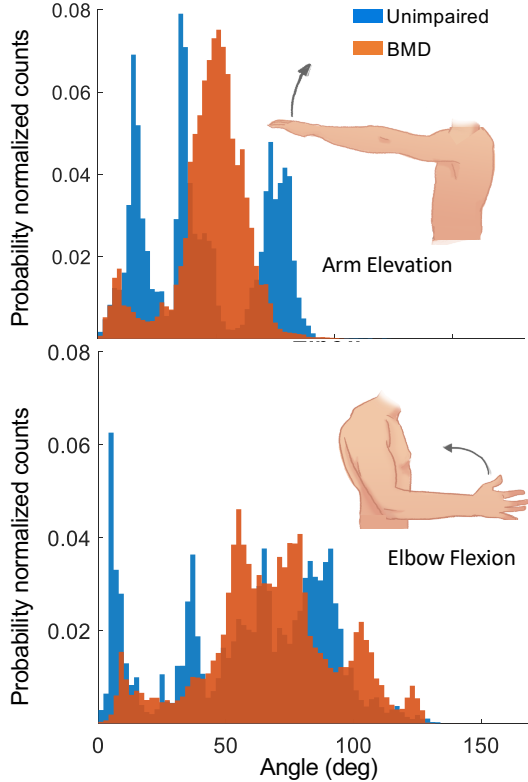 Unimpaired
BMD
Probability normalized counts
0.08
0.06
0.04
0.02
Arm Elevation
Probability normalized counts
0.08
0.06
0.04
0.02
Elbow Flexion
0
50
100
150
Angle (deg)